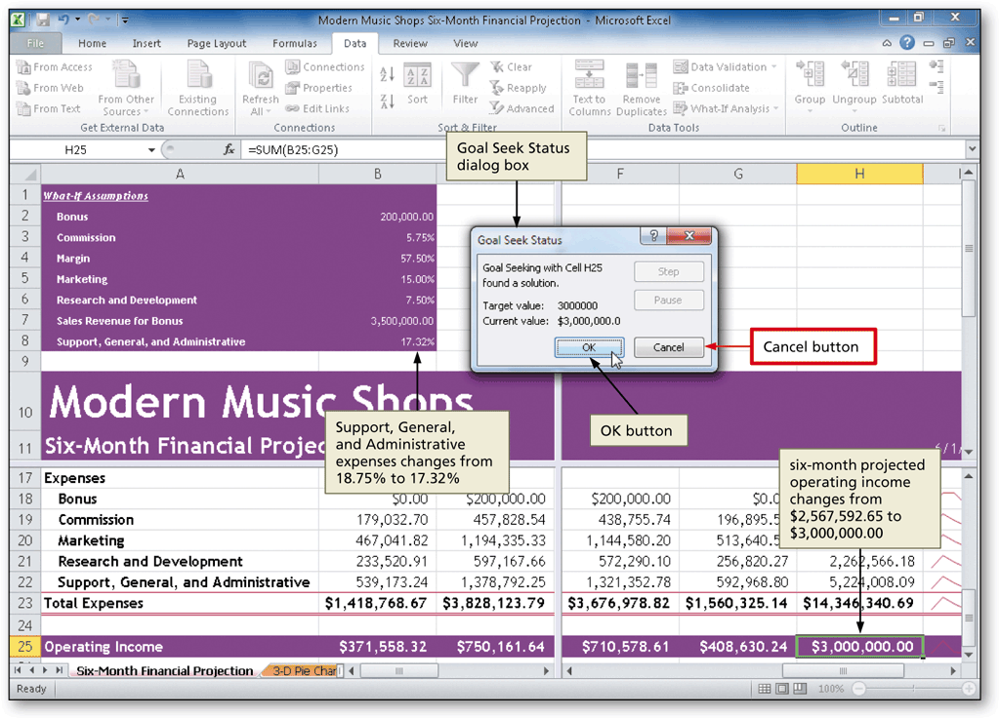 Modern Music Shops Six-Month Financial Projection - Microsoft Excel
File Home Insert Page Layout Formulas Data Review View
From Access
From Web
From Text
From Other Sources
Existing Connections
Get External Data
Refresh All
Connections
Properties
Edit Links
Connections
Sort
Filter
Clear
Reapply
Advanced
Sort & Filter
Text to Columns
Remove Duplicates
Data Validation
Consolidate
What-If Analysis
Data Tools
Group Ungroup Subtotal
Outline
H25 fx =SUM(B25:G25)
A B F G H I
1 What-If Assumptions
2 Bonus 200,000.00
3 Commission 5.75%
4 Margin 57.50%
5 Marketing 15.00%
6 Research and Development 7.50%
7 Sales Revenue for Bonus 3,500,000.00
8 Support, General, and Administrative 17.32%
9
10 Modern Music Shops
11 Six-Month Financial Projec 6/1/
17 Expenses
18 Bonus $0.00 $200,000.00 $200,000.00 $0.0
19 Commission 179,032.70 457,828.54 438,755.74 196,895.5
20 Marketing 467,041.82 1,194,335.33 1,144,580.20 513,640.5
21 Research and Development 233,520.91 597,167.66 572,290.10 256,820.27 2,262,566.18
22 Support, General, and Administrative 539,173.24 1,378,792.25 1,321,352.78 592,968.80 5,224,008.09
23 Total Expenses $1,418,768.67 $3,828,123.79 $3,676,978.82 $1,560,325.14 $14,346,340.69
24
25 Operating Income $371,558.32 $750,161.64 $710,578.61 $408,630.24 $3,000,000.00
Six-Month Financial Projection 3-D Pie Char
Ready 100%
Goal Seek Status
dialog box
Goal Seek Status
Goal Seeking with Cell H25
found a solution.
Target value: 3000000
Current value: $3,000,000.0
Step
Pause
OK Cancel
Cancel button
OK button
Support, General,
and Administrative
expenses changes from
18.75% to 17.32%
six-month projected
operating income
changes from
$2,567,592.65 to
$3,000,000.00